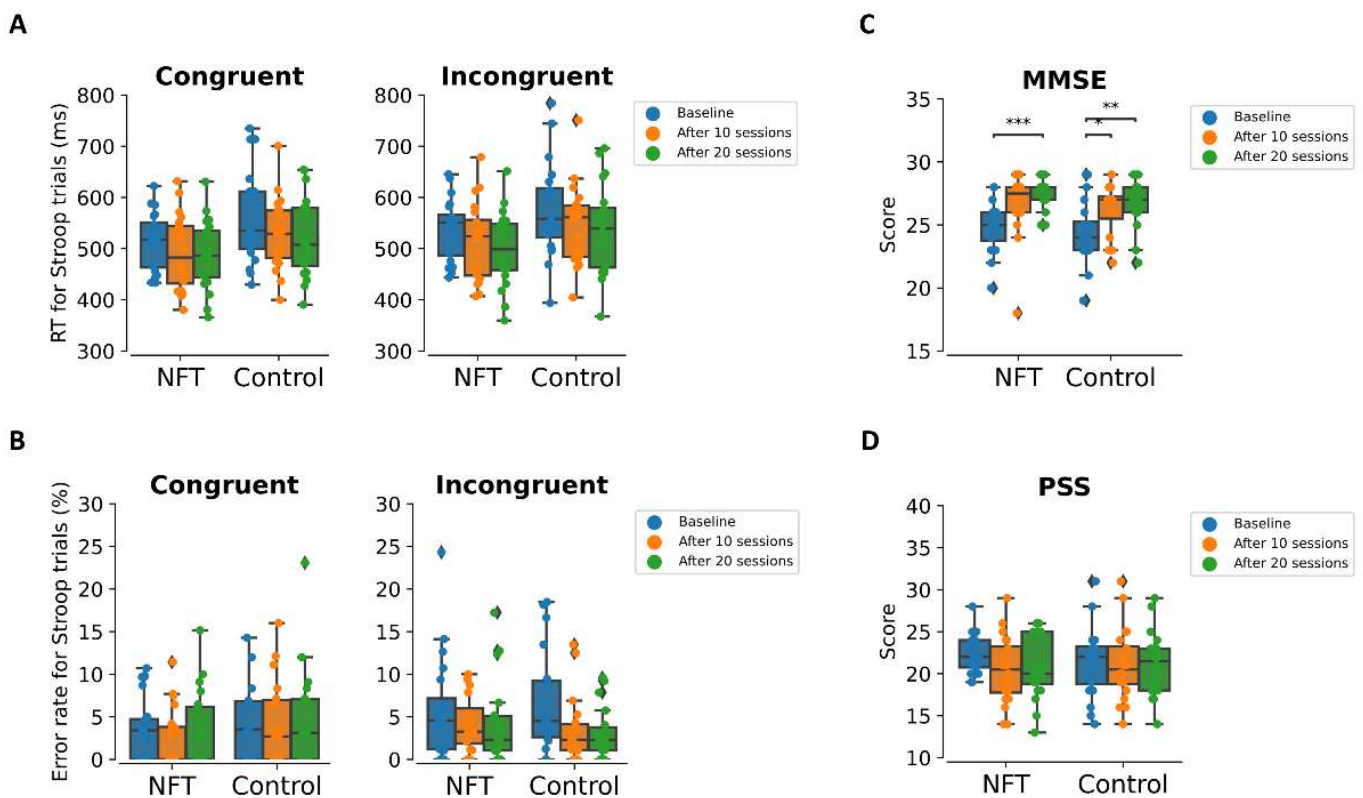 A
Congruent
Incongruent
RT for Stroop trials (ms)
800
700
600
500
400
300
NFT
Control
800
700
600
500
400
300
NFT
Control
Baseline
After 10 sessions
After 20 sessions
C
MMSE
Score
35
30
25
20
15
***
**
*
NFT
Control
Baseline
After 10 sessions
After 20 sessions
B
Congruent
Incongruent
Error rate for Stroop trials (%)
30
25
20
15
10
5
0
NFT
Control
30
25
20
15
10
5
0
NFT
Control
Baseline
After 10 sessions
After 20 sessions
D
PSS
Score
40
35
30
25
20
15
10
NFT
Control
Baseline
After 10 sessions
After 20 sessions